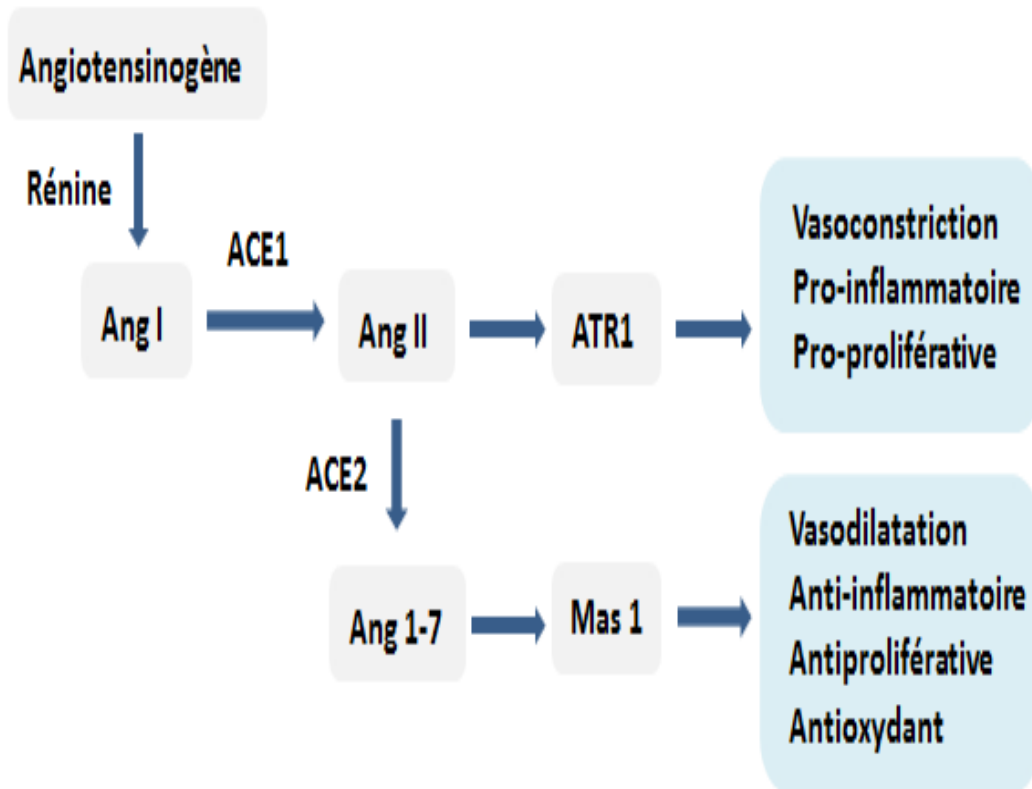 Angiotensinogène
Rénine
ACE1
Ang I
Ang II
ATR1
Vasoconstriction
Pro-inflammatoire
Pro-proliférative
ACE2
Ang 1-7
Mas 1
Vasodilatation
Anti-inflammatoire
Antiproliférative
Antioxydant